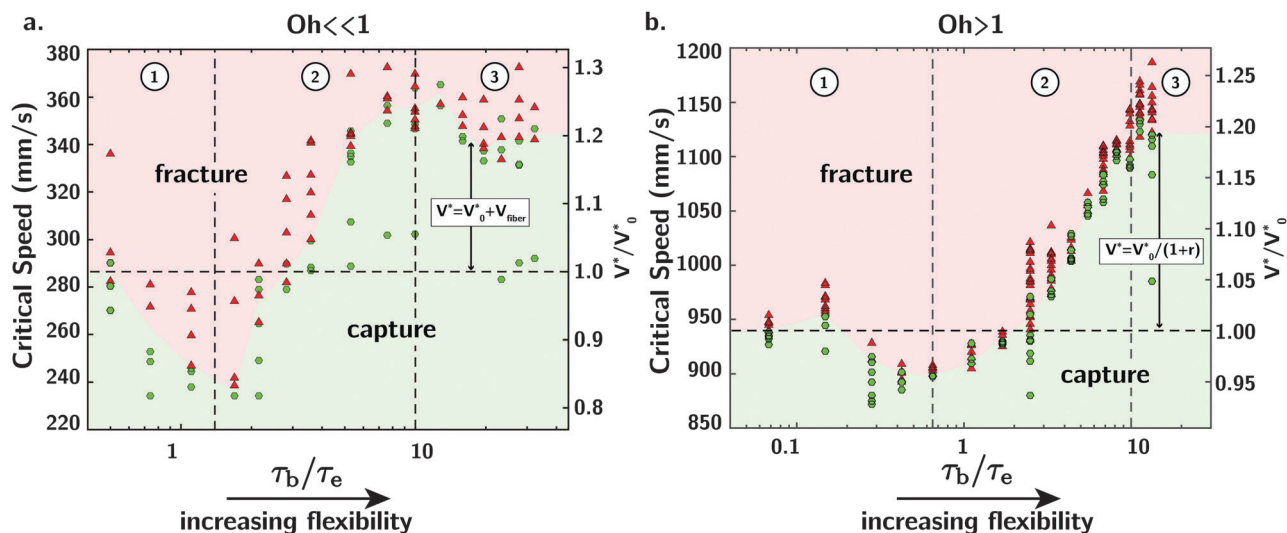 a.
Oh<<1
380
360
340
320
300
280
260
240
220
Critical Speed (mm/s)
1
2
3
fracture
capture
V*=V*0+Vfiber
1.3
1.2
1.1
1.0
0.9
0.8
V*/V*0
1
10
τb/τe
increasing flexibility
b.
Oh>1
1200
1150
1100
1050
1000
950
900
850
Critical Speed (mm/s)
1
2
3
fracture
capture
V*=V*0/(1+r)
1.25
1.20
1.15
1.10
1.05
1.00
0.95
V*/V*0
0.1
1
10
τb/τe
increasing flexibility